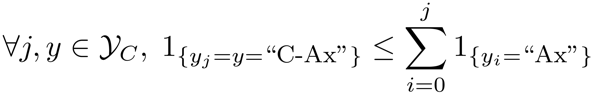 ∀j, y ∈ 𝒴_C, 1_{y_j=y=“C-Ax”} ≤ ∑_{i=0}^{j} 1_{y_i=“Ax”}